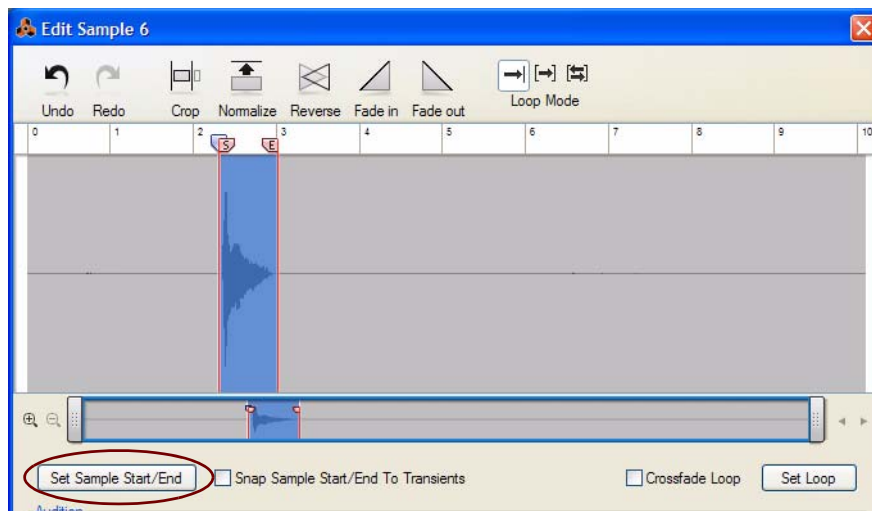 Edit Sample 6
Undo Redo Crop Normalize Reverse Fade in Fade out Loop Mode
0 1 2 3 4 5 6 7 8 9 10
S E
Set Sample Start/End Snap Sample Start/End To Transients Crossfade Loop Set Loop
Audition